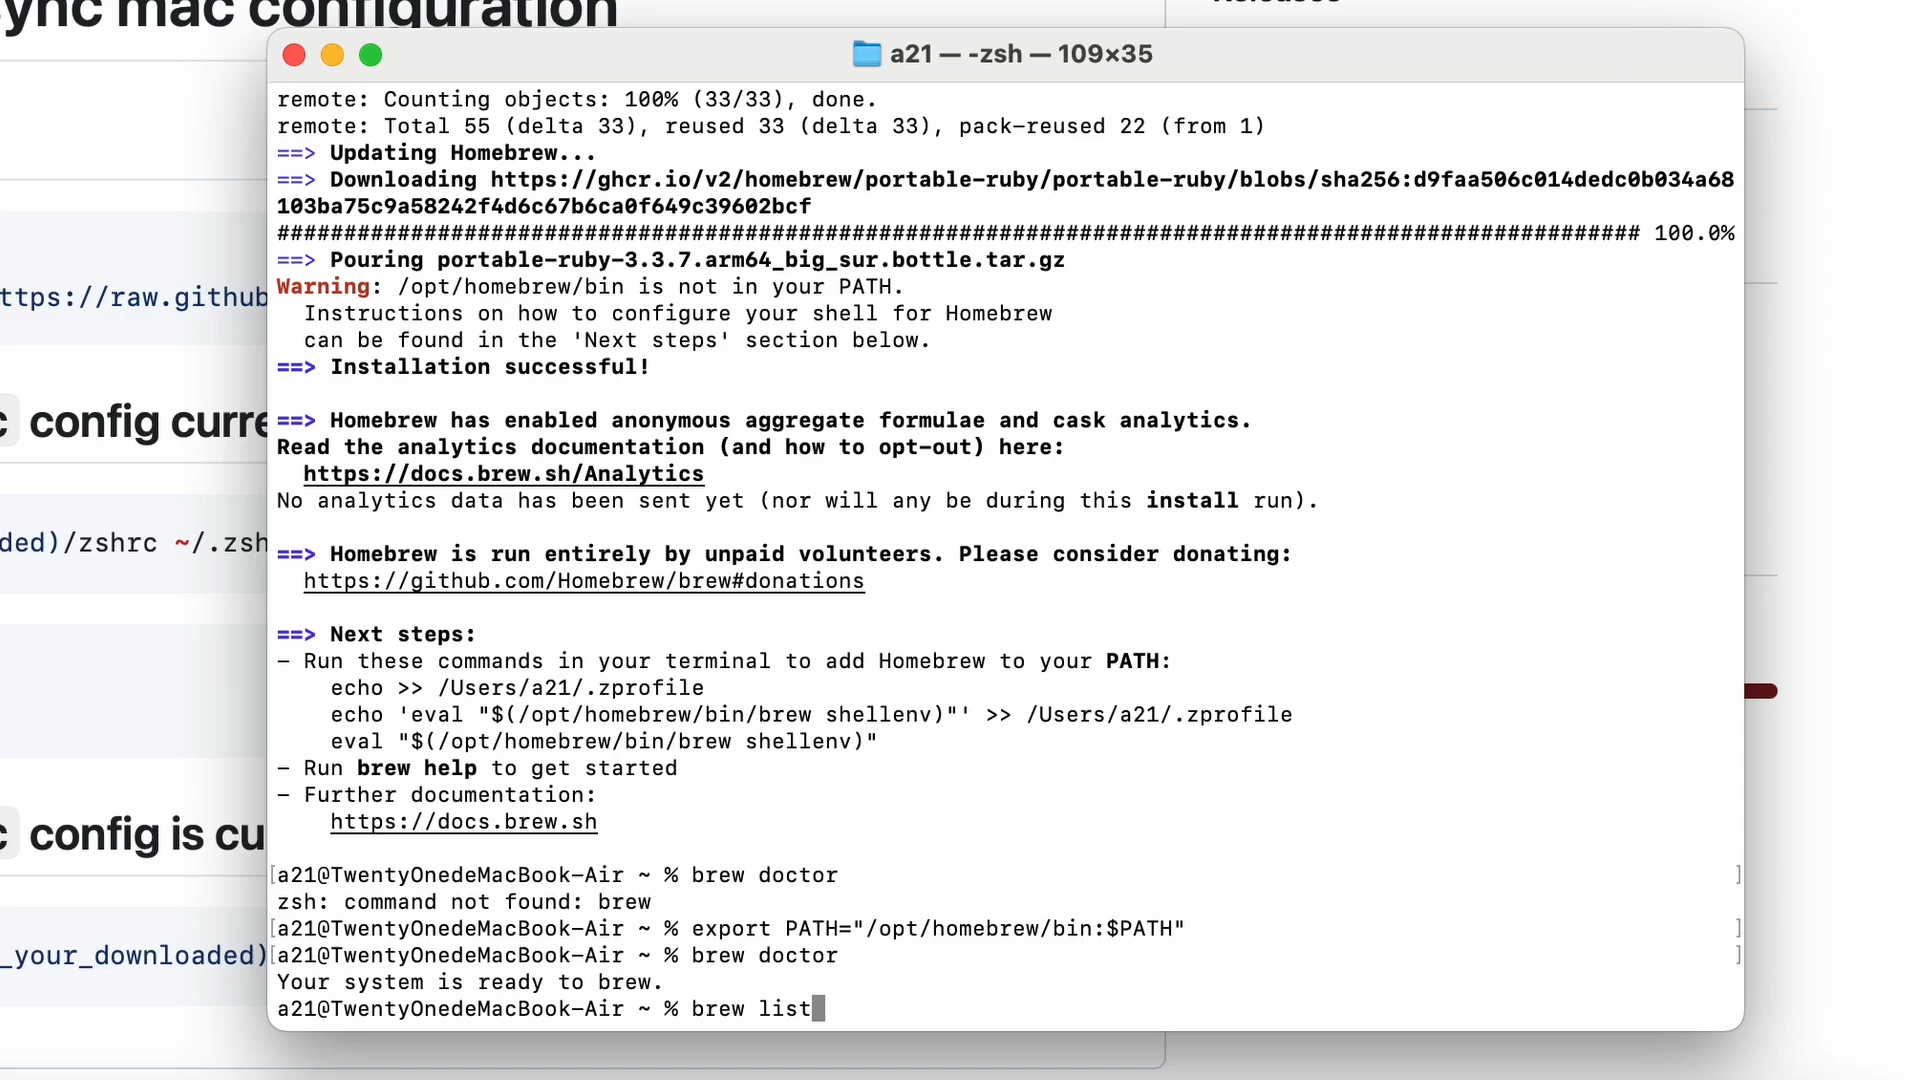 sync mac configuration
Releases
a21 — -zsh — 109×35
remote: Counting objects: 100% (33/33), done.
remote: Total 55 (delta 33), reused 33 (delta 33), pack-reused 22 (from 1)
==> Updating Homebrew...
==> Downloading https://ghcr.io/v2/homebrew/portable-ruby/portable-ruby/blobs/sha256:d9faa506c014dedc0b034a68
103ba75c9a58242f4d6c67b6ca0f649c39602bcf
###################################################################################################### 100.0%
==> Pouring portable-ruby-3.3.7.arm64_big_sur.bottle.tar.gz
Warning: /opt/homebrew/bin is not in your PATH.
  Instructions on how to configure your shell for Homebrew
  can be found in the 'Next steps' section below.
==> Installation successful!

==> Homebrew has enabled anonymous aggregate formulae and cask analytics.
Read the analytics documentation (and how to opt-out) here:
  https://docs.brew.sh/Analytics
No analytics data has been sent yet (nor will any be during this install run).

==> Homebrew is run entirely by unpaid volunteers. Please consider donating:
  https://github.com/Homebrew/brew#donations

==> Next steps:
- Run these commands in your terminal to add Homebrew to your PATH:
    echo >> /Users/a21/.zprofile
    echo 'eval "$(/opt/homebrew/bin/brew shellenv)"' >> /Users/a21/.zprofile
    eval "$(/opt/homebrew/bin/brew shellenv)"
- Run brew help to get started
- Further documentation:
    https://docs.brew.sh

[a21@TwentyOnedeMacBook-Air ~ % brew doctor ]
zsh: command not found: brew
[a21@TwentyOnedeMacBook-Air ~ % export PATH="/opt/homebrew/bin:$PATH" ]
[a21@TwentyOnedeMacBook-Air ~ % brew doctor ]
Your system is ready to brew.
a21@TwentyOnedeMacBook-Air ~ % brew list
ttps://raw.github
c config curre
ded)/zshrc ~/.zsh
c config is cu
_your_downloaded)